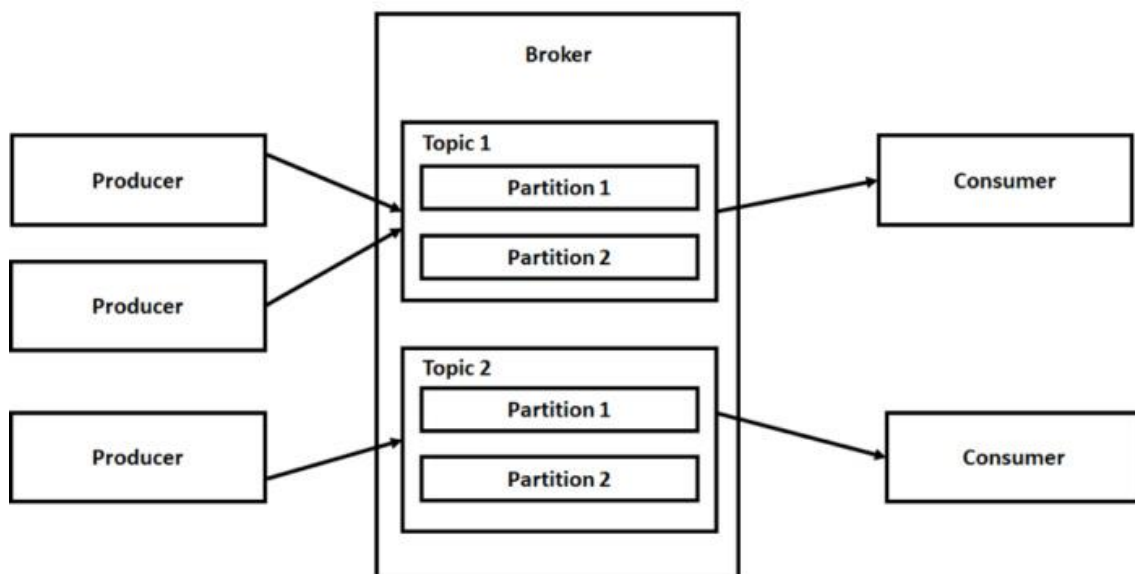 Broker
Producer
Producer
Producer
Topic 1
Partition 1
Partition 2
Topic 2
Partition 1
Partition 2
Consumer
Consumer